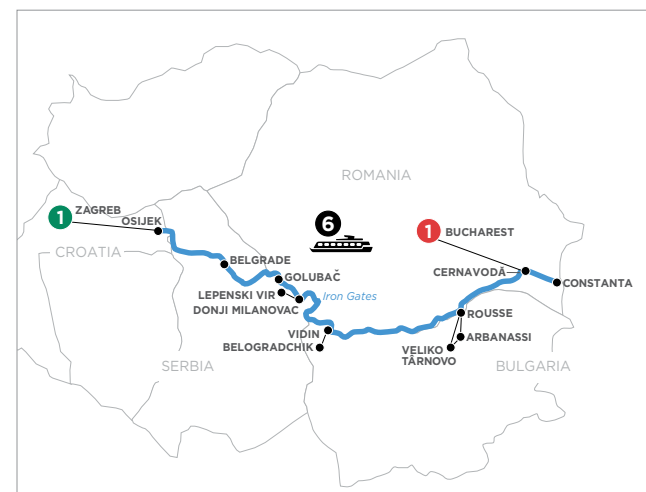 ROMANIA
1 ZAGREB
OSIJEK
6
1 BUCHAREST
CROATIA
BELGRADE
CERNAVODĂ
GOLUBAČ
CONSTANTA
LEPENSKI VIR
Iron Gates
DONJI MILANOVAC
ROUSSE
VIDIN
ARBANASSI
BELOGRADCHIK
VELIKO
TÂRNOVO
SERBIA
BULGARIA